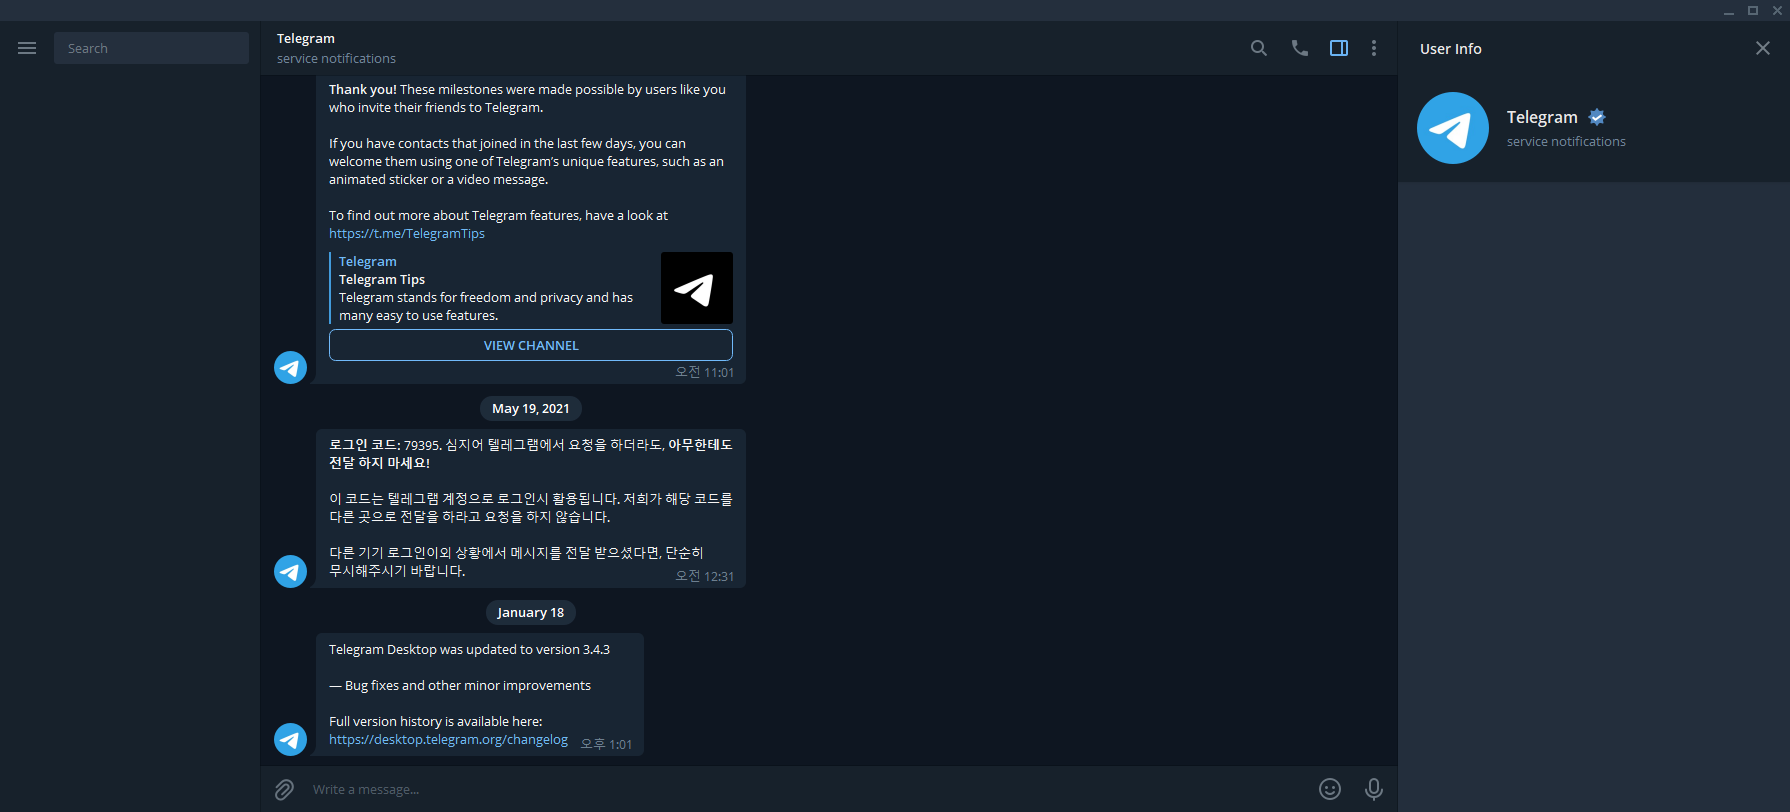 Search
Telegram
service notifications
Thank you! These milestones were made possible by users like you
who invite their friends to Telegram.
If you have contacts that joined in the last few days, you can
welcome them using one of Telegram’s unique features, such as an
animated sticker or a video message.
To find out more about Telegram features, have a look at
https://t.me/TelegramTips
Telegram
Telegram Tips
Telegram stands for freedom and privacy and has
many easy to use features.
VIEW CHANNEL
오전 11:01
May 19, 2021
로그인 코드: 79395. 심지어 텔레그램에서 요청을 하더라도, 아무한테도
전달 하지 마세요!
이 코드는 텔레그램 계정으로 로그인시 활용됩니다. 저희가 해당 코드를
다른 곳으로 전달을 하라고 요청을 하지 않습니다.
다른 기기 로그인이외 상황에서 메시지를 전달 받으셨다면, 단순히
무시해주시기 바랍니다.
오전 12:31
January 18
Telegram Desktop was updated to version 3.4.3
— Bug fixes and other minor improvements
Full version history is available here:
https://desktop.telegram.org/changelog
오후 1:01
Write a message...
User Info
Telegram
service notifications